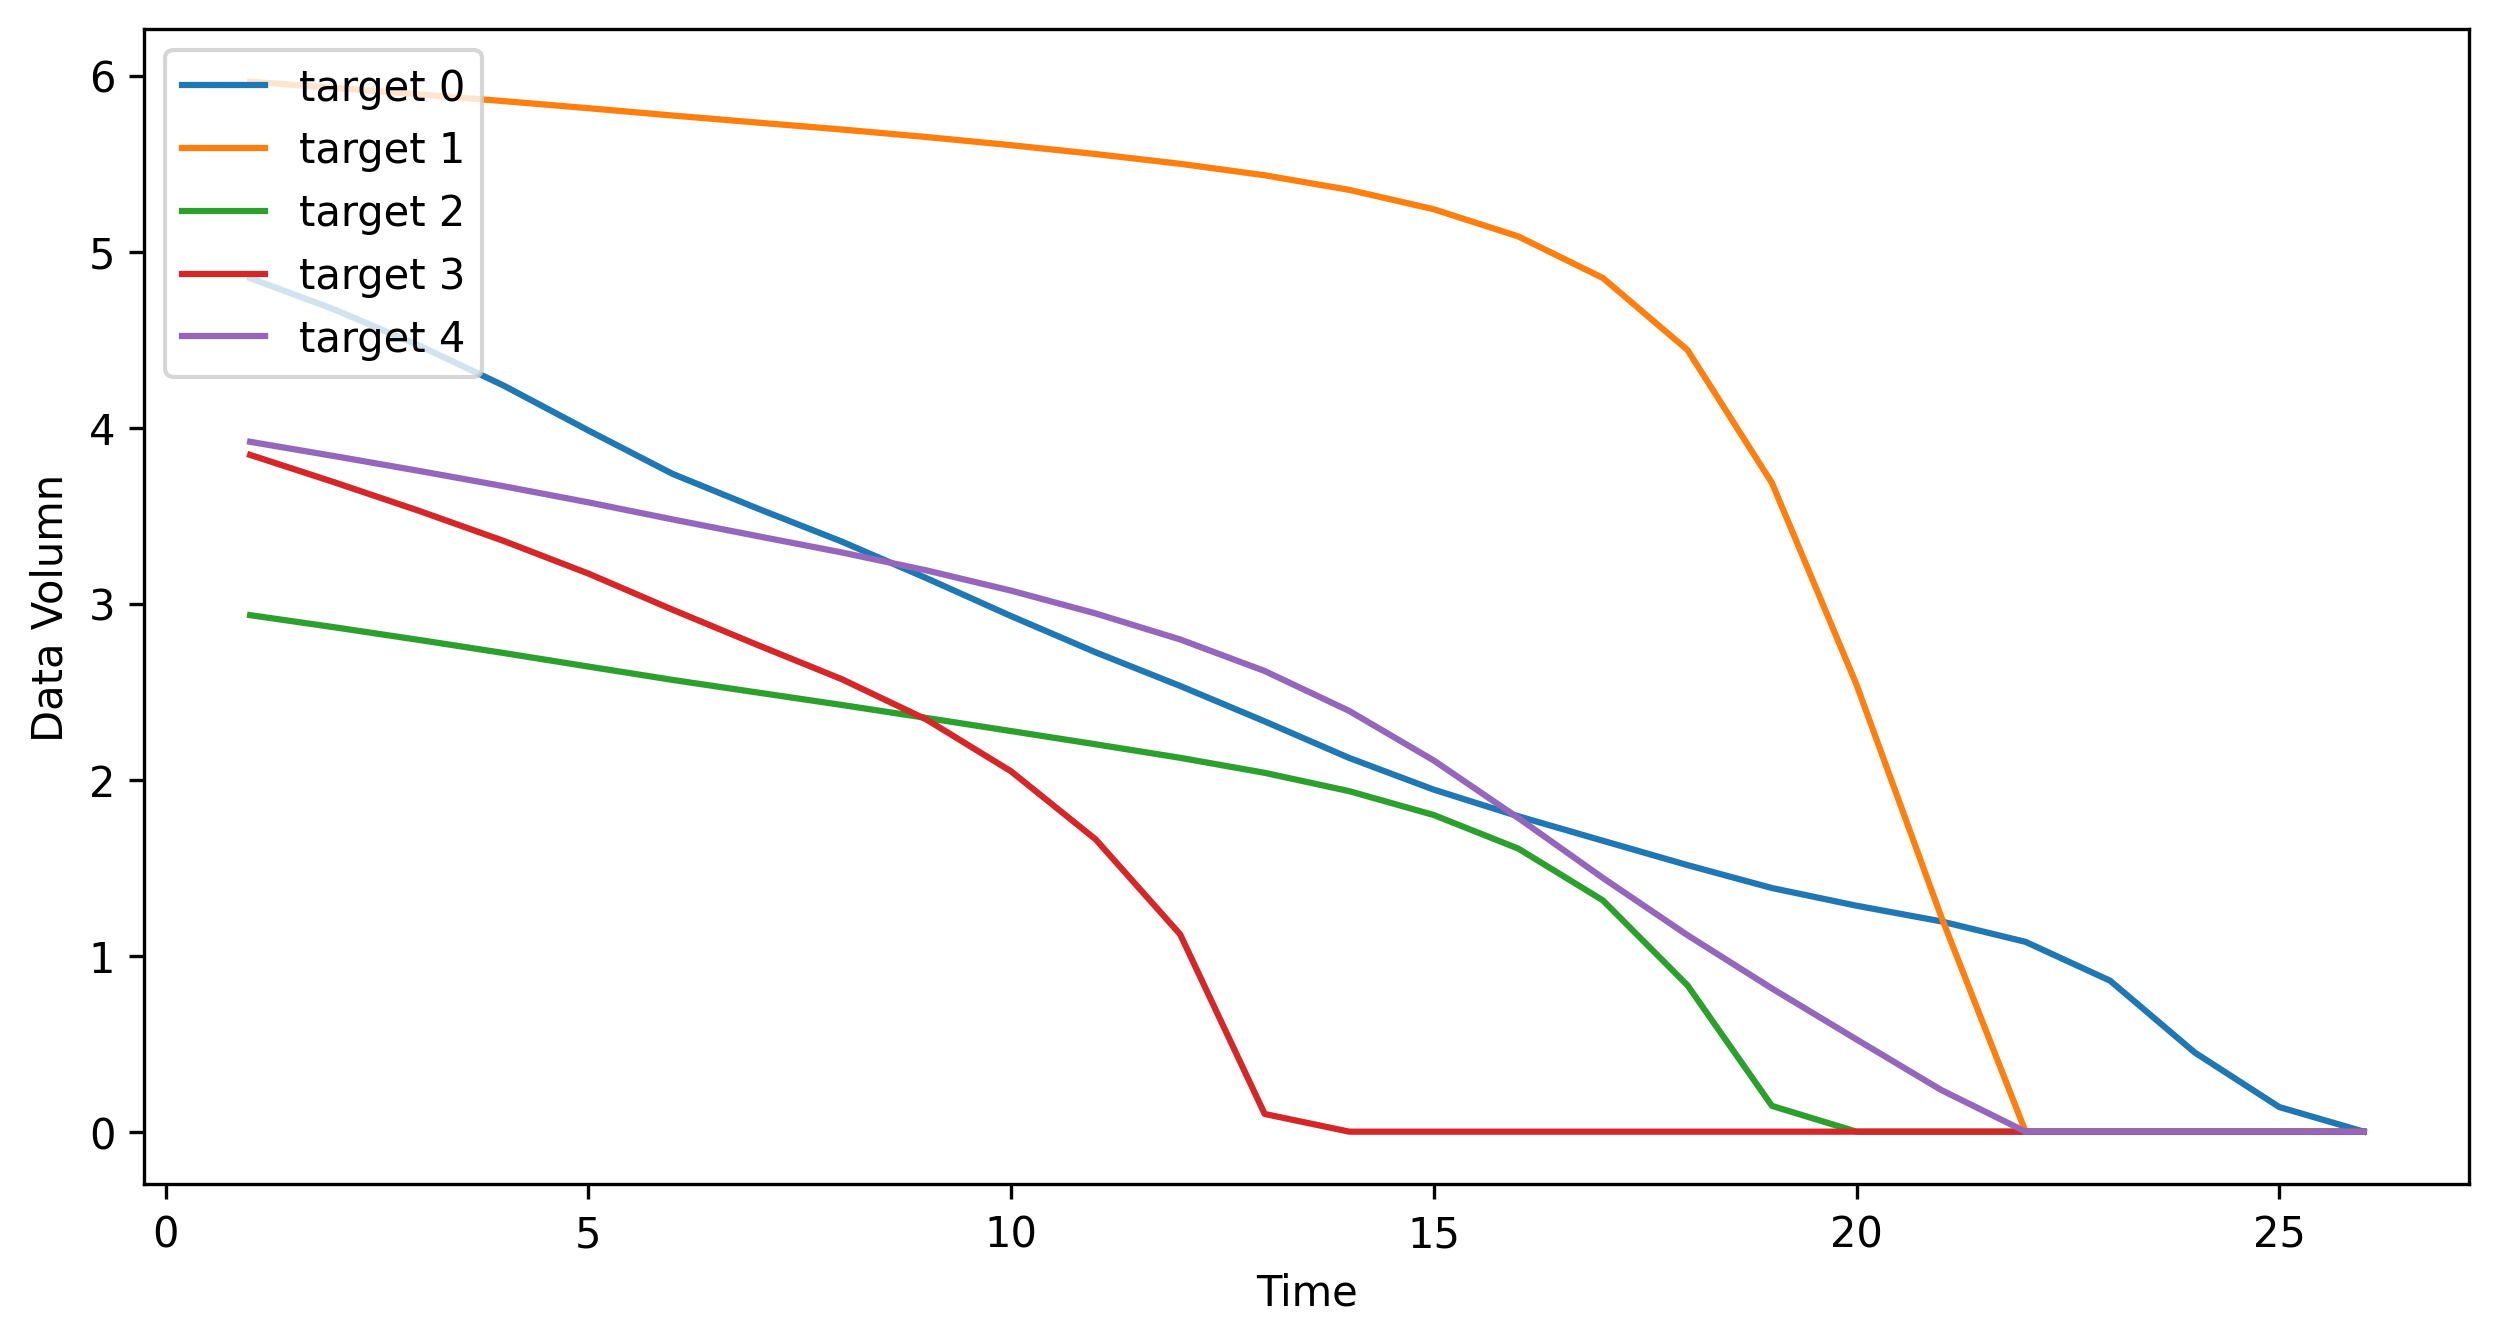 target 0
target 1
target 2
target 3
target 4
6
5
4
3
2
1
0
Data Volumn
0 5 10 15 20 25
Time